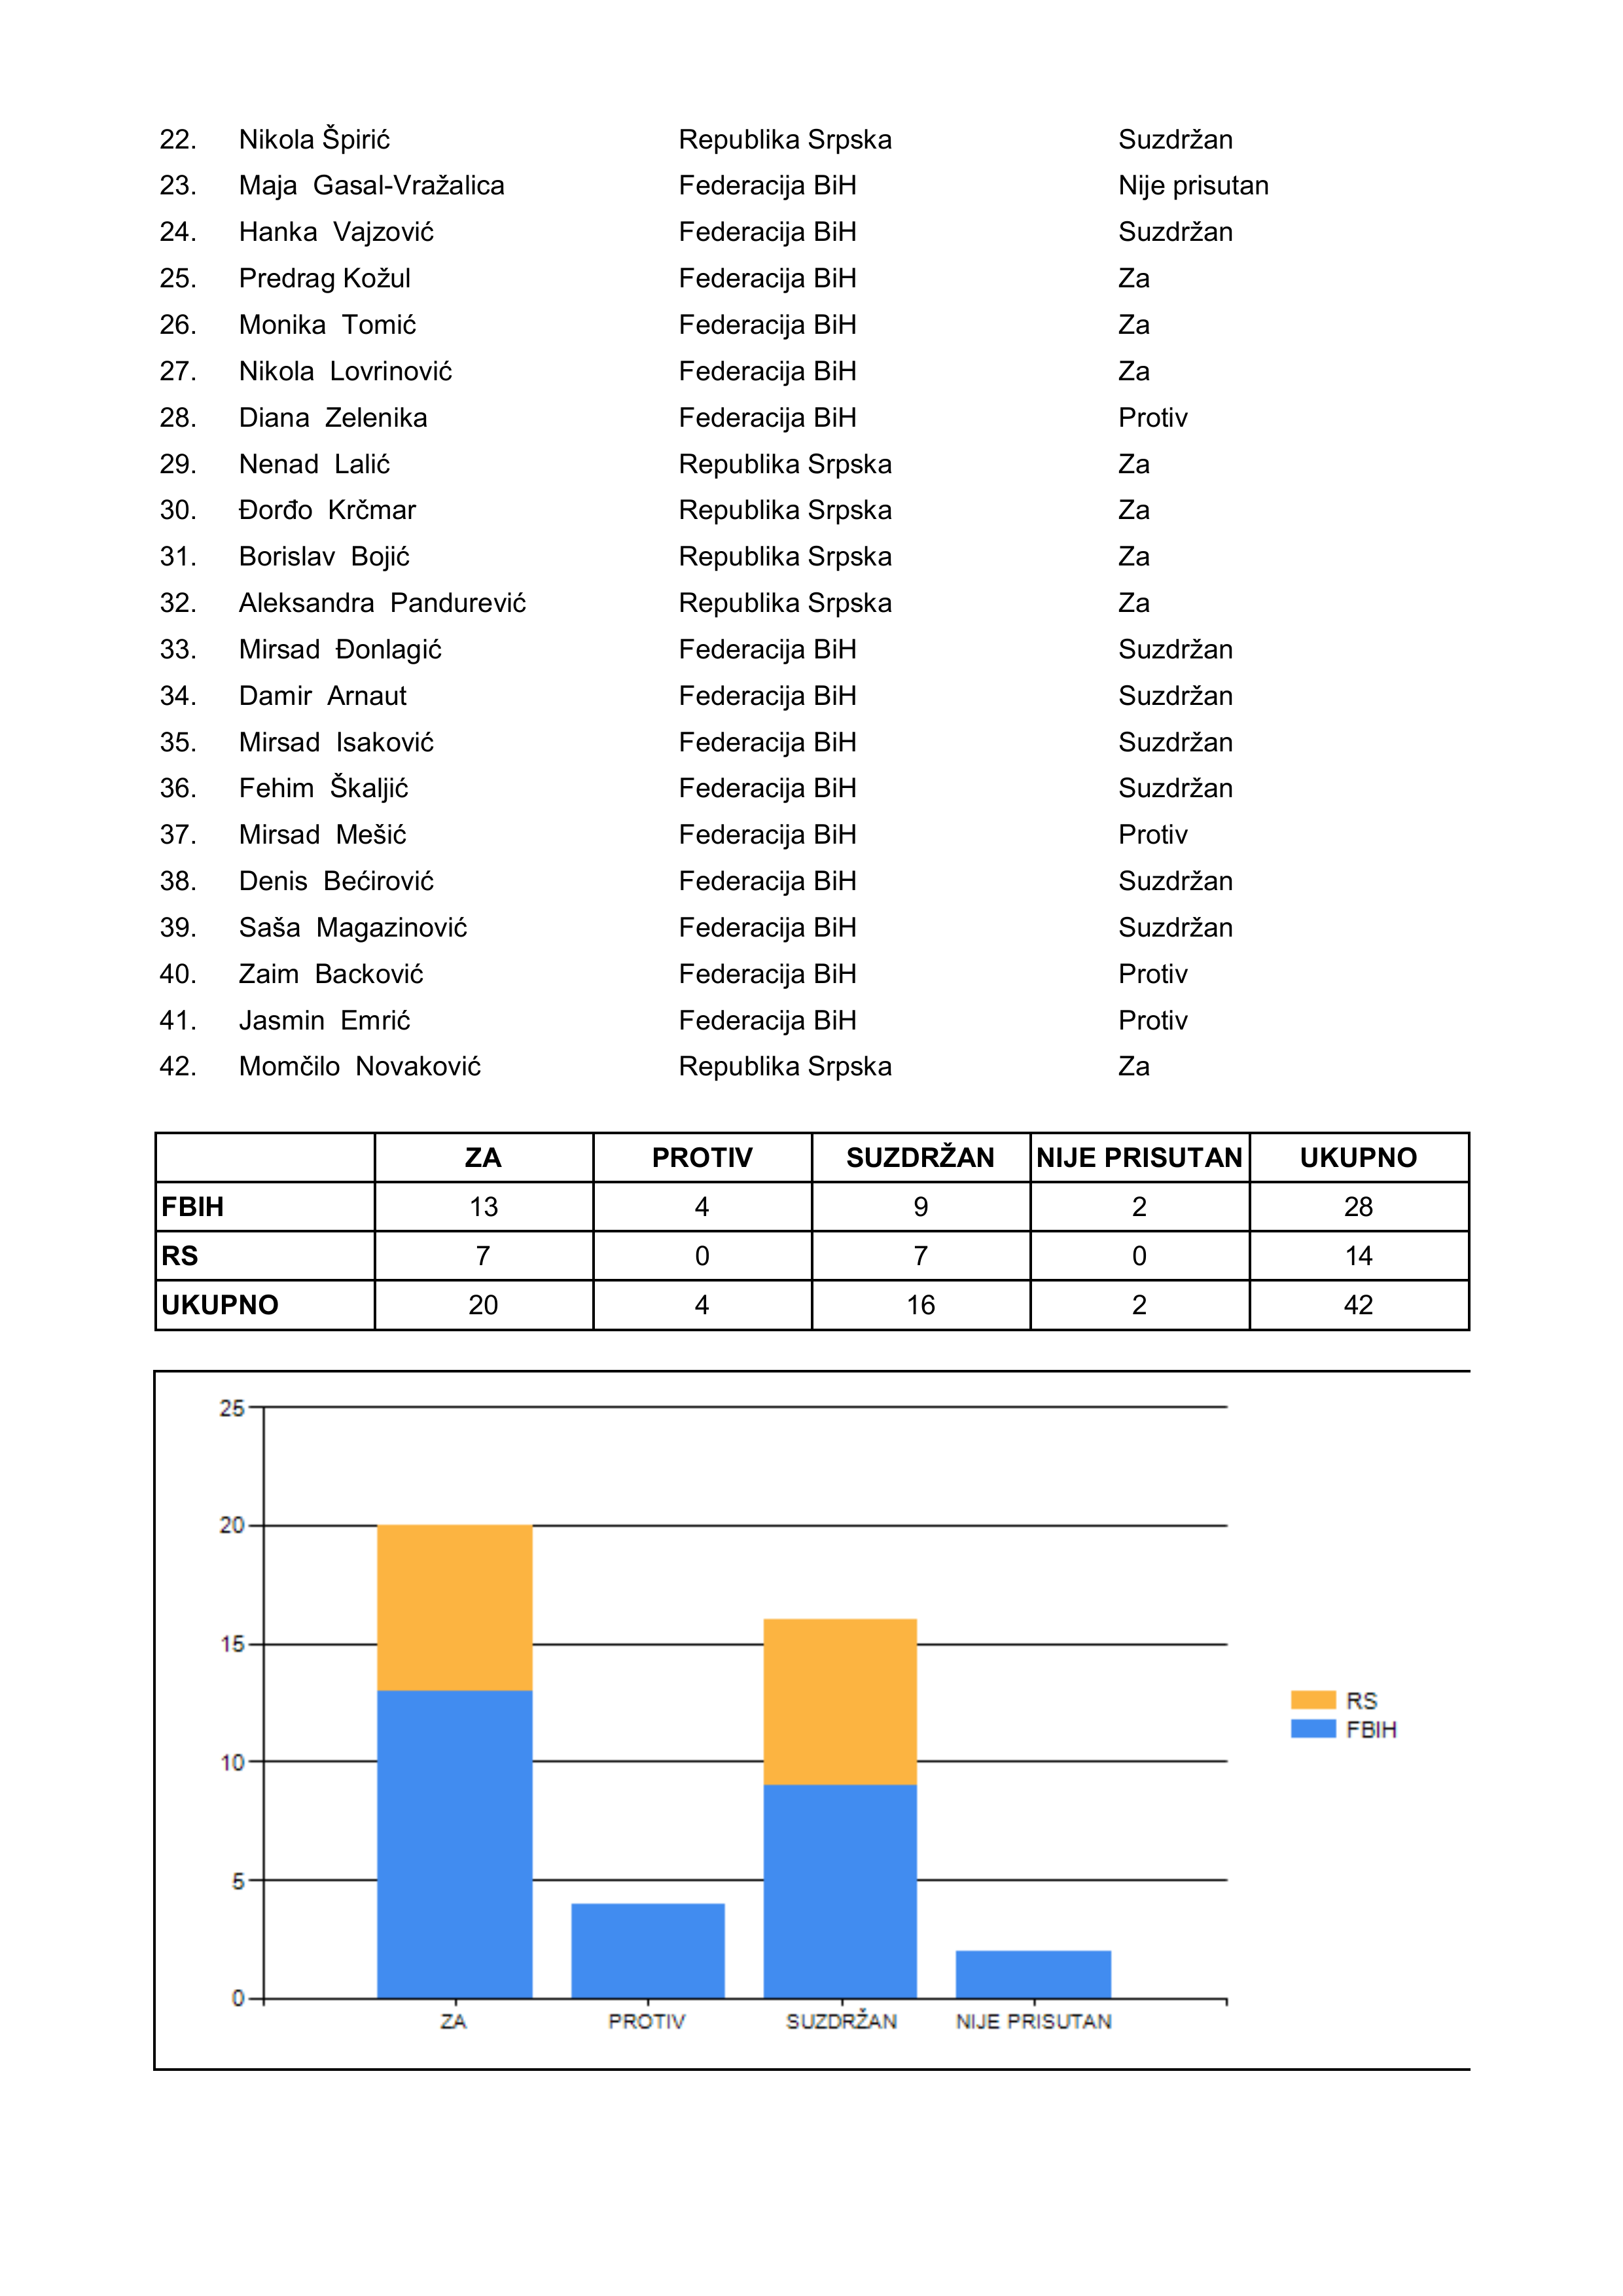 22. Nikola Špirić Republika Srpska Suzdržan
23. Maja Gasal-Vražalica Federacija BiH Nije prisutan
24. Hanka Vajzović Federacija BiH Suzdržan
25. Predrag Kožul Federacija BiH Za
26. Monika Tomić Federacija BiH Za
27. Nikola Lovrinović Federacija BiH Za
28. Diana Zelenika Federacija BiH Protiv
29. Nenad Lalić Republika Srpska Za
30. Đorđo Krčmar Republika Srpska Za
31. Borislav Bojić Republika Srpska Za
32. Aleksandra Pandurević Republika Srpska Za
33. Mirsad Đonlagić Federacija BiH Suzdržan
34. Damir Arnaut Federacija BiH Suzdržan
35. Mirsad Isaković Federacija BiH Suzdržan
36. Fehim Škaljić Federacija BiH Suzdržan
37. Mirsad Mešić Federacija BiH Protiv
38. Denis Bećirović Federacija BiH Suzdržan
39. Saša Magazinović Federacija BiH Suzdržan
40. Zaim Backović Federacija BiH Protiv
41. Jasmin Emrić Federacija BiH Protiv
42. Momčilo Novaković Republika Srpska Za
ZA PROTIV SUZDRŽAN NIJE PRISUTAN UKUPNO
FBIH 13 4 9 2 28
RS 7 0 7 0 14
UKUPNO 20 4 16 2 42
25
20
15
10
5
0
ZA PROTIV SUZDRŽAN NIJE PRISUTAN
RS
FBIH